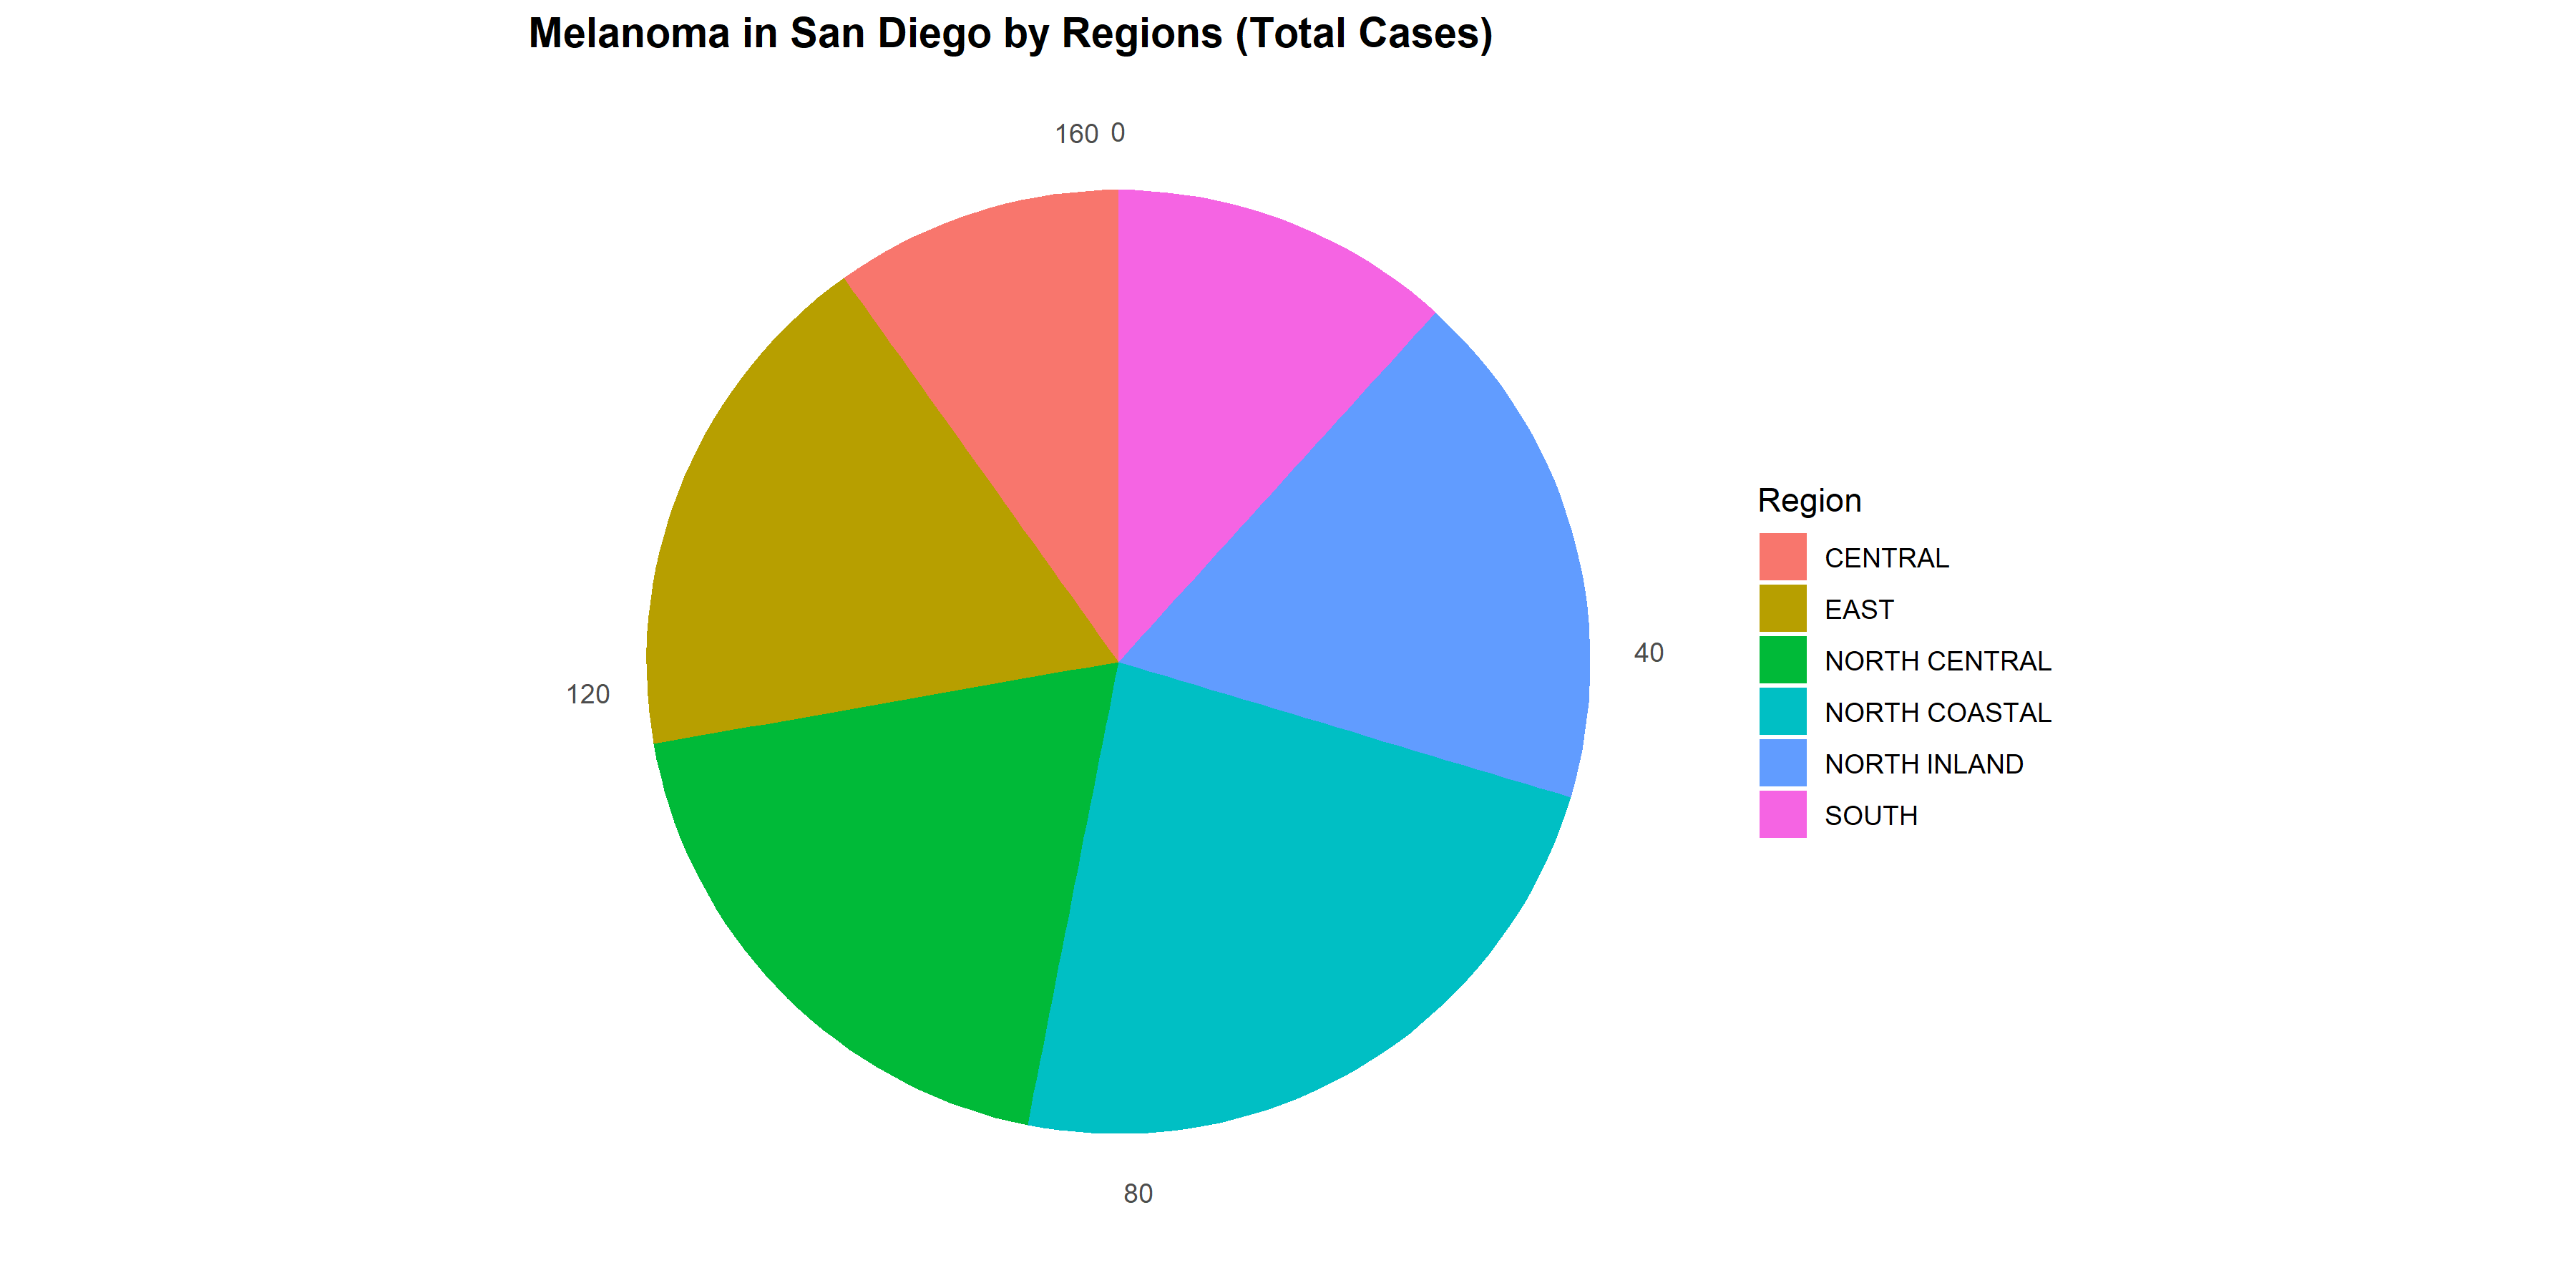 Melanoma in San Diego by Regions (Total Cases)
160 0
40
120
80
Region
CENTRAL
EAST
NORTH CENTRAL
NORTH COASTAL
NORTH INLAND
SOUTH